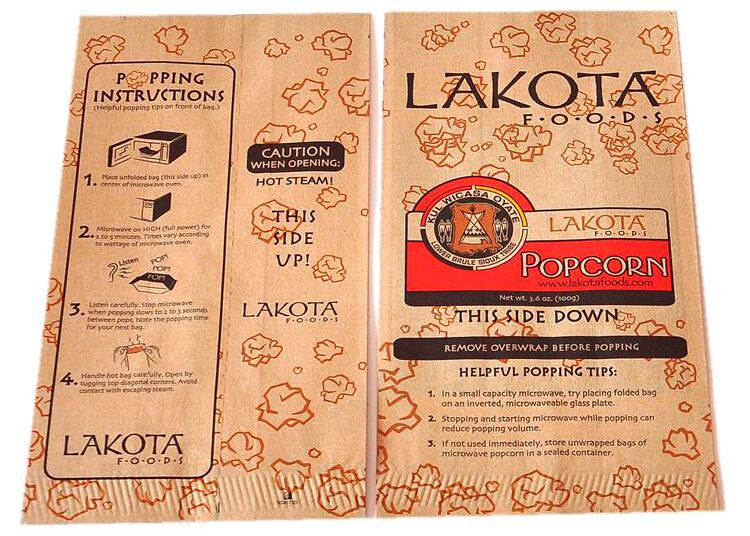 POPPING
INSTRUCTIONS
(Helpful popping tips on front of bag.)
1. Place unfolded bag (this side up) in
center of microwave oven.
2. Microwave on HIGH (full power) for
2 to 5 minutes. Times vary according
to wattage of microwave oven.
Listen
POP!
POP!
POP!
3. Listen carefully. Stop microwave
when popping slows to 2 to 3 seconds
between pops. Note the popping time
for your next bag.
4. Handle hot bag carefully. Open by
tugging top diagonal corners. Avoid
contact with escaping steam.
LAKOTA
F·O·O·D·S
CAUTION
WHEN OPENING:
HOT STEAM!
THIS
SIDE
UP!
LAKOTA
F·O·O·D·S
LAKOTA
F·O·O·D·S
KUL WICASA OYATE
LOWER BRULE SIOUX TRIBE
LAKOTA
F·O·O·D·S
POPCORN
www.lakotafoods.com
Net wt. 3.6 oz. (100g)
THIS SIDE DOWN
REMOVE OVERWRAP BEFORE POPPING
HELPFUL POPPING TIPS:
1. In a small capacity microwave, try placing folded bag
on an inverted, microwaveable glass plate.
2. Stopping and starting microwave while popping can
reduce popping volume.
3. If not used immediately, store unwrapped bags of
microwave popcorn in a sealed container.